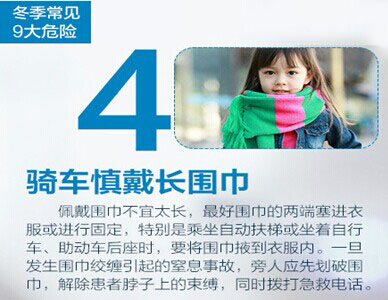 冬季常见
9大危险
4
骑车慎戴长围巾
佩戴围巾不宜太长，最好围巾的两端塞进衣
服或进行固定，特别是乘坐自动扶梯或坐着自行
车、助动车后座时，要将围巾掖到衣服内。一旦
发生围巾绞缠引起的窒息事故，旁人应先划破围
巾，解除患者脖子上的束缚，同时拨打急救电话。